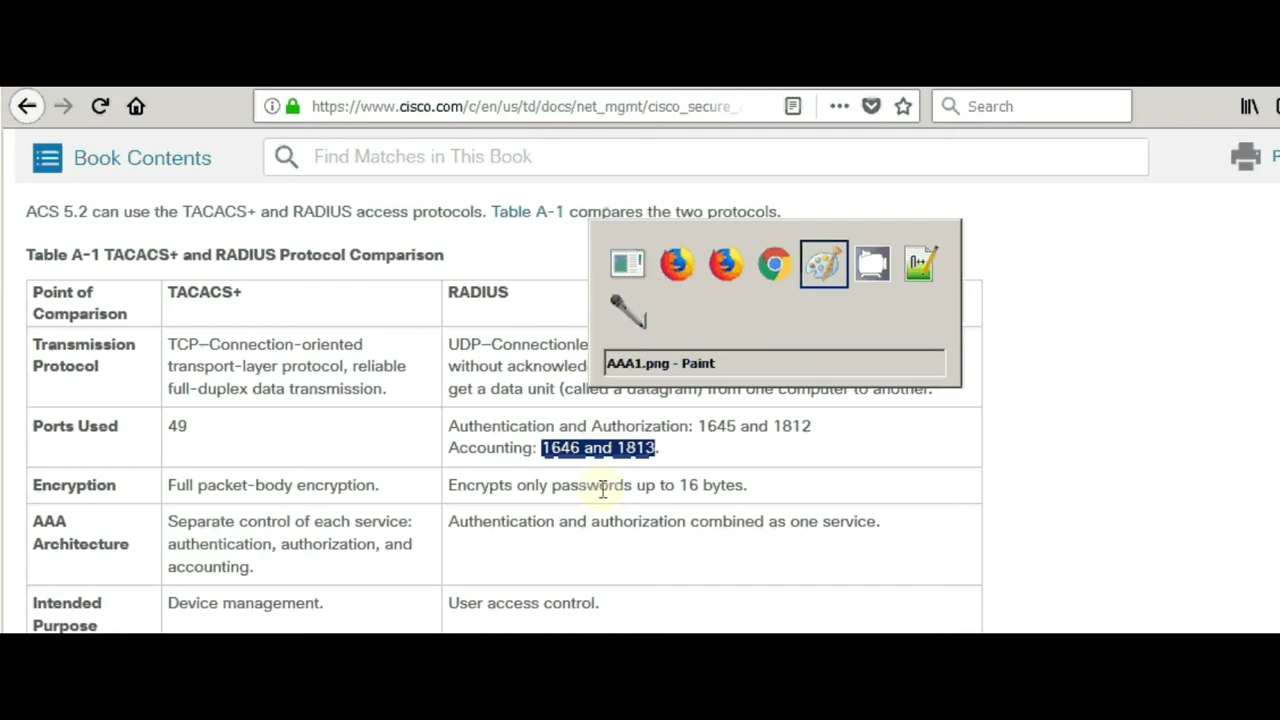 https://www.cisco.com/c/en/us/td/docs/net_mgmt/cisco_secure_
Search
Book Contents
Find Matches in This Book
P
ACS 5.2 can use the TACACS+ and RADIUS access protocols. Table A-1 compares the two protocols.
Table A-1 TACACS+ and RADIUS Protocol Comparison
Point of
Comparison
TACACS+
RADIUS
AAA1.png - Paint
Transmission
Protocol
TCP—Connection-oriented
transport-layer protocol, reliable
full-duplex data transmission.
UDP—Connectionle
without acknowled
get a data unit (called a datagram) from one computer to another.
Ports Used
49
Authentication and Authorization: 1645 and 1812
Accounting: 1646 and 1813.
Encryption
Full packet-body encryption.
Encrypts only passwords up to 16 bytes.
AAA
Architecture
Separate control of each service:
authentication, authorization, and
accounting.
Authentication and authorization combined as one service.
Intended
Purpose
Device management.
User access control.